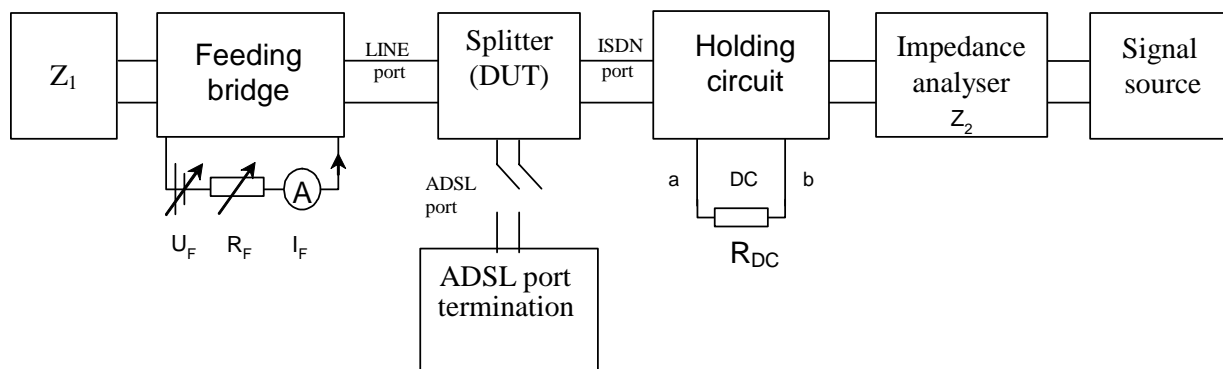 Z1
Feeding
bridge
LINE
port
Splitter
(DUT)
ISDN
port
Holding
circuit
Impedance
analyser
Z2
Signal
source
A
UF
RF
IF
ADSL
port
a
DC
b
RDC
ADSL port
termination